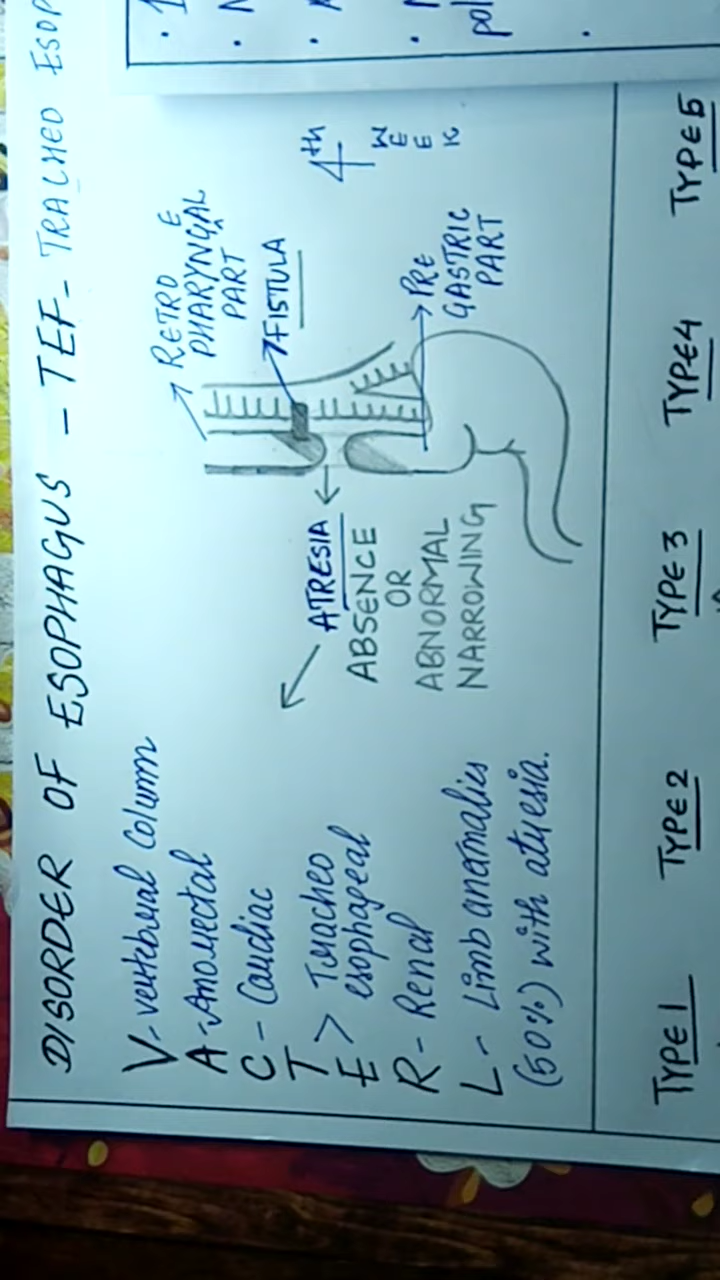 DISORDER OF ESOPHAGUS - TEF - TRACHEO ESOP
V - vertebral column
A - Anorectal
C - Cardiac
T
E > Tracheo
esophageal
R - Renal
L - Limb anamalies
(50%) with atresia.
RETRO
PHARYNGEAL
PART
FISTULA
ATRESIA
ABSENCE
OR
ABNORMAL
NARROWING
PRE
GASTRIC
PART
4th
WEEK
pol
TYPE 1
TYPE 2
TYPE 3
TYPE 4
TYPE 5